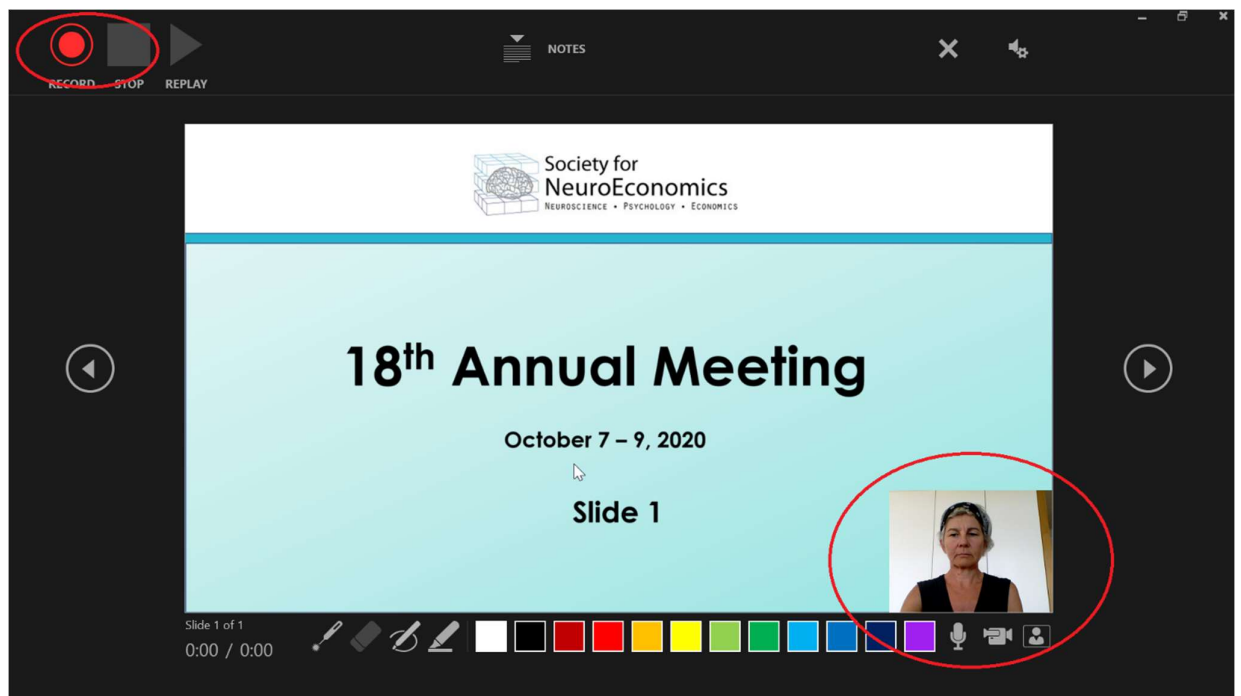 RECORD STOP REPLAY
NOTES
Society for
NeuroEconomics
Neuroscience • Psychology • Economics
18th Annual Meeting
October 7 – 9, 2020
Slide 1
Slide 1 of 1
0:00 / 0:00